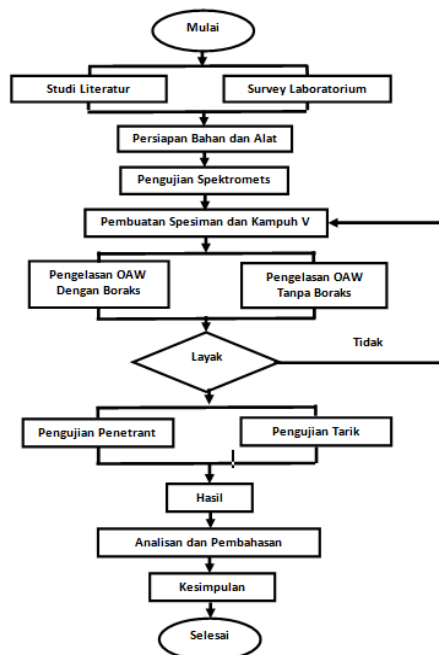 Mulai
Studi Literatur
Survey Laboratorium
Persiapan Bahan dan Alat
Pengujian Spektromets
Pembuatan Spesiman dan Kampuh V
Pengelasan OAW
Dengan Boraks
Pengelasan OAW
Tanpa Boraks
Layak
Tidak
Pengujian Penetrant
Pengujian Tarik
Hasil
Analisan dan Pembahasan
Kesimpulan
Selesai